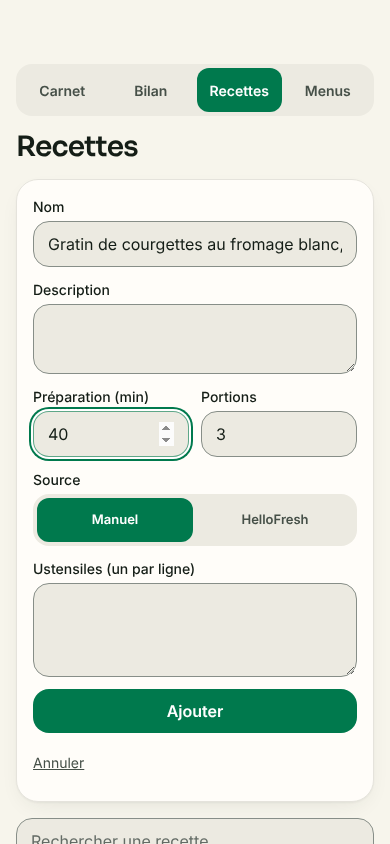 Carnet Bilan Recettes Menus
Recettes
Nom
Gratin de courgettes au fromage blanc,
Description
Préparation (min) Portions
40 3
Source
Manuel HelloFresh
Ustensiles (un par ligne)
Ajouter
Annuler
Rechercher une recette